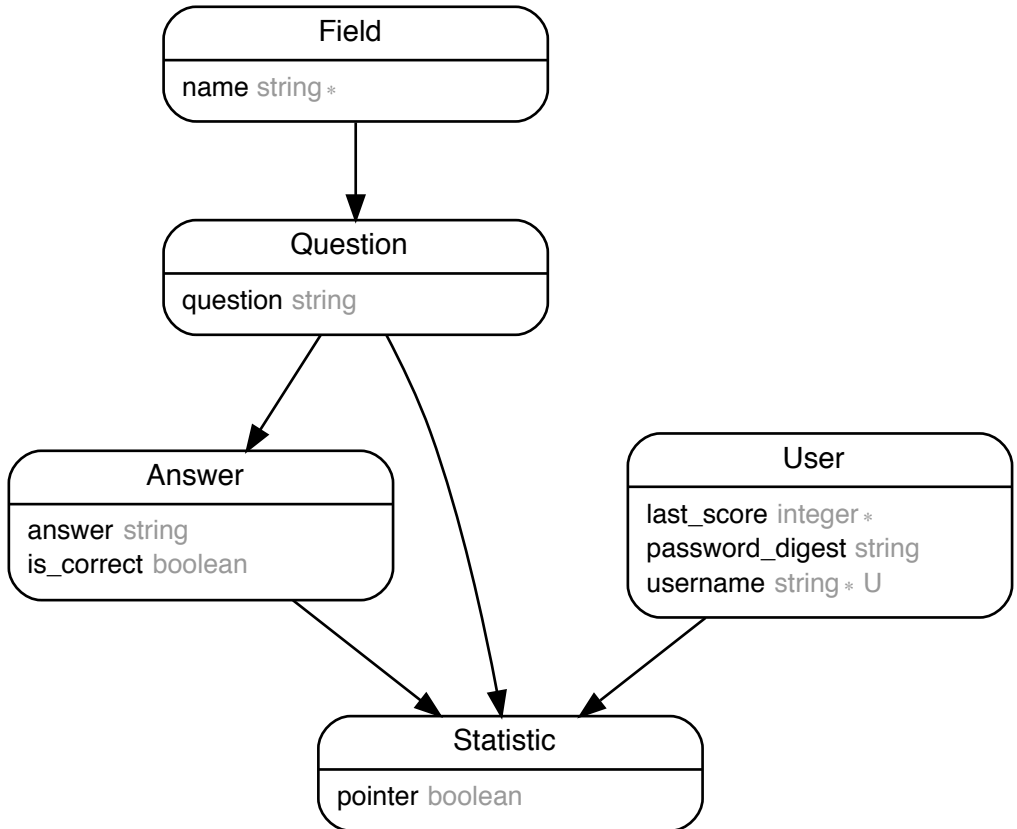 Field
name string *
Question
question string
Answer
answer string
is_correct boolean
User
last_score integer *
password_digest string
username string * U
Statistic
pointer boolean